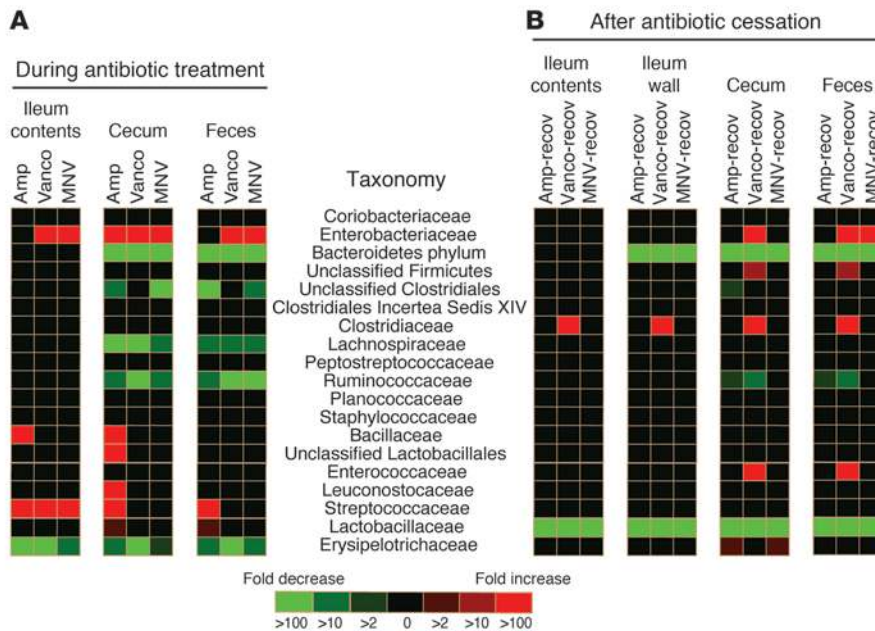 A
During antibiotic treatment
Ileum contents
Cecum
Feces
Amp
Vanco
MNV
Amp
Vanco
MNV
Amp
Vanco
MNV
Taxonomy
Coriobacteriaceae
Enterobacteriaceae
Bacteroidetes phylum
Unclassified Firmicutes
Unclassified Clostridiales
Clostridiales Incertea Sedis XIV
Clostridiaceae
Lachnospiraceae
Peptostreptococcaceae
Ruminococcaceae
Planococcaceae
Staphylococcaceae
Bacillaceae
Unclassified Lactobacillales
Enterococcaceae
Leuconostocaceae
Streptococcaceae
Lactobacillaceae
Erysipelotrichaceae
B
After antibiotic cessation
Ileum contents
Ileum wall
Cecum
Feces
Amp-recov
Vanco-recov
MNV-recov
Amp-recov
Vanco-recov
MNV-recov
Amp-recov
Vanco-recov
MNV-recov
Amp-recov
Vanco-recov
MNV-recov
Fold decrease
Fold increase
>100 >10 >2 0 >2 >10 >100